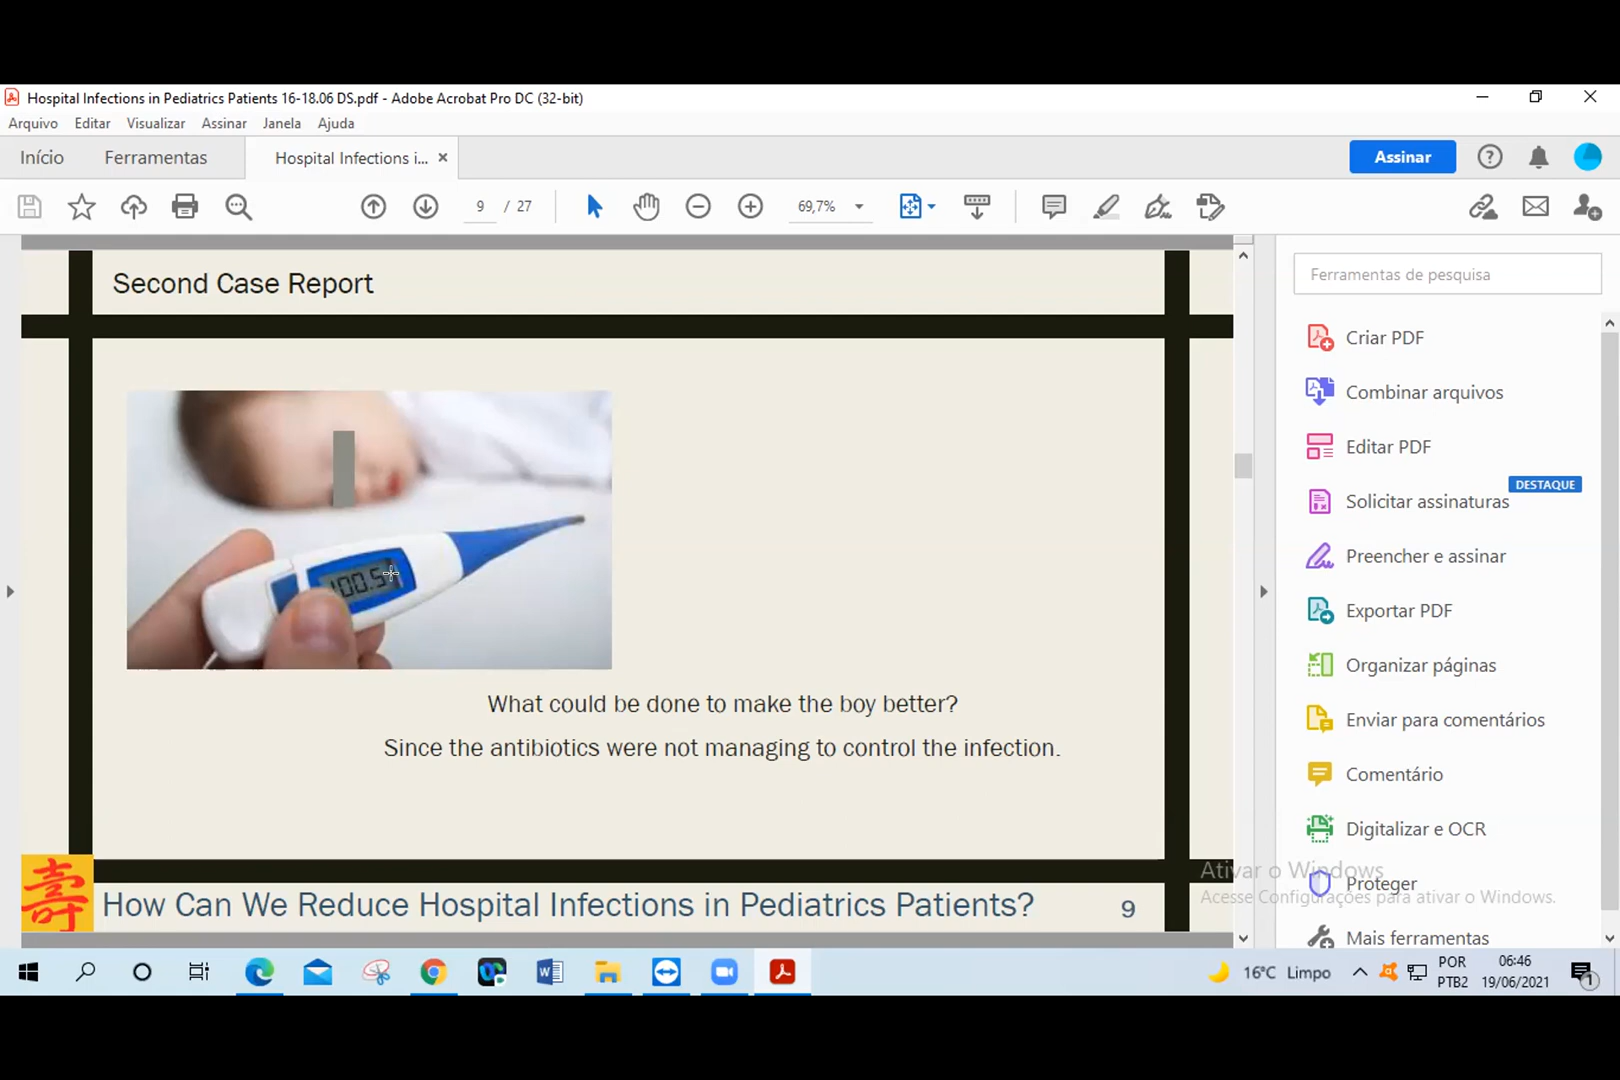 Hospital Infections in Pediatrics Patients 16-18.06 DS.pdf - Adobe Acrobat Pro DC (32-bit)
Arquivo Editar Visualizar Assinar Janela Ajuda
Início Ferramentas Hospital Infections i... Assinar
9 / 27 69,7%
Second Case Report
100.5
What could be done to make the boy better?
Since the antibiotics were not managing to control the infection.
壽 How Can We Reduce Hospital Infections in Pediatrics Patients? 9
Ferramentas de pesquisa
Criar PDF
Combinar arquivos
Editar PDF
DESTAQUE
Solicitar assinaturas
Preencher e assinar
Exportar PDF
Organizar páginas
Enviar para comentários
Comentário
Digitalizar e OCR
Ativar o Windows
Proteger
Acesse Configurações para ativar o Windows.
Mais ferramentas
16°C Limpo POR 06:46
PTB2 19/06/2021 1